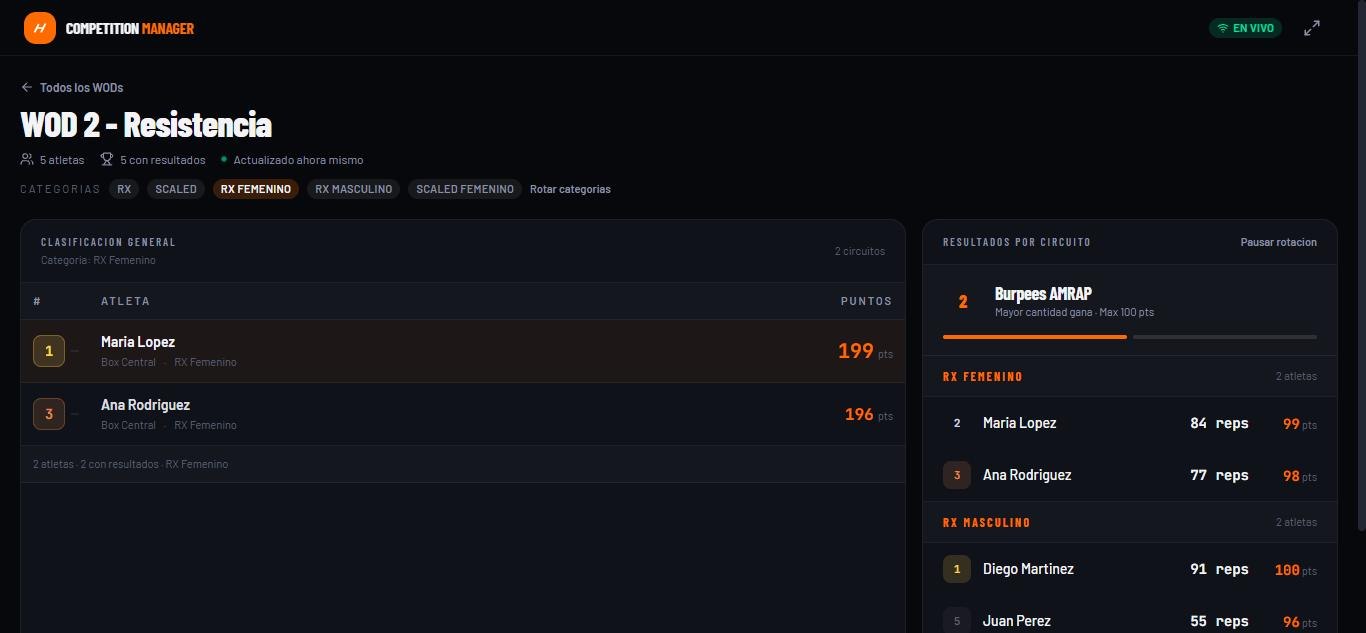 COMPETITION MANAGER
EN VIVO
Todos los WODs
WOD 2 - Resistencia
5 atletas 5 con resultados Actualizado ahora mismo
CATEGORIAS RX SCALED RX FEMENINO RX MASCULINO SCALED FEMENINO Rotar categorias
CLASIFICACION GENERAL
Categoria: RX Femenino
2 circuitos
# ATLETA PUNTOS
1 – Maria Lopez 199 pts
Box Central · RX Femenino
3 – Ana Rodriguez 196 pts
Box Central · RX Femenino
2 atletas · 2 con resultados · RX Femenino
RESULTADOS POR CIRCUITO Pausar rotacion
2 Burpees AMRAP
Mayor cantidad gana · Max 100 pts
RX FEMENINO 2 atletas
2 Maria Lopez 84 reps 99 pts
3 Ana Rodriguez 77 reps 98 pts
RX MASCULINO 2 atletas
1 Diego Martinez 91 reps 100 pts
5 Juan Perez 55 reps 96 pts